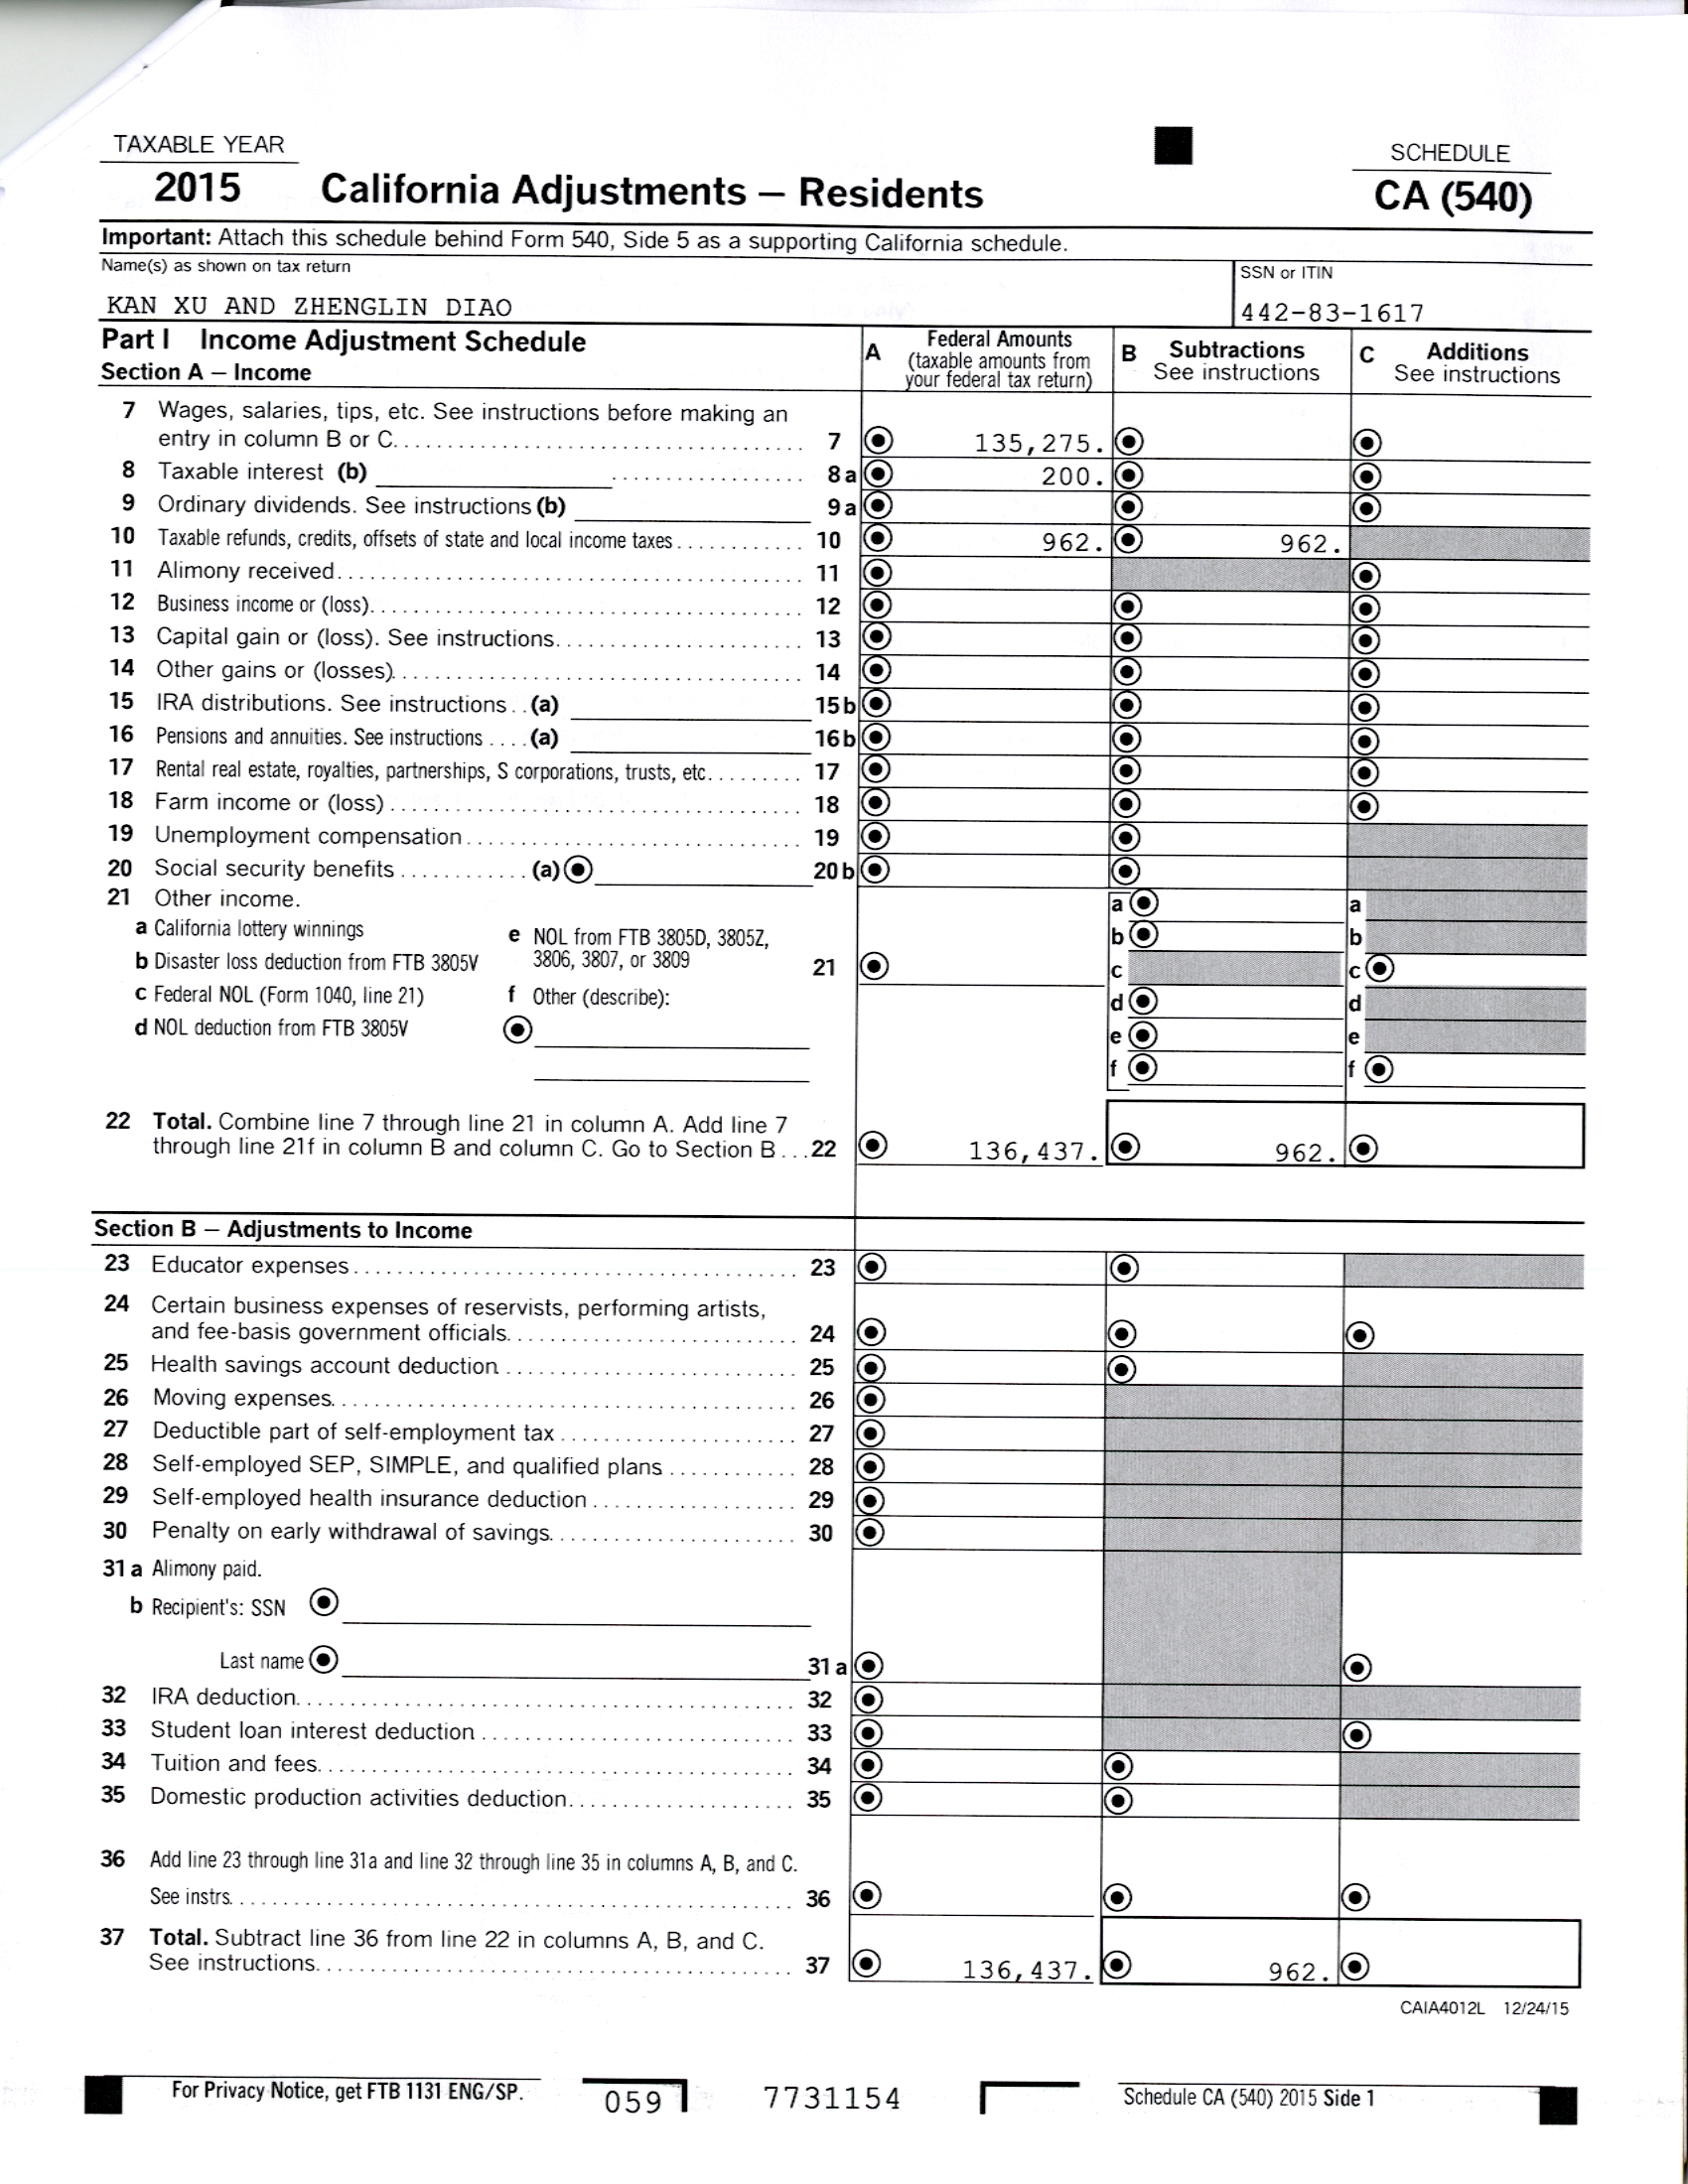 TAXABLE YEAR
SCHEDULE
2015 California Adjustments — Residents
CA (540)
Important: Attach this schedule behind Form 540, Side 5 as a supporting California schedule.
Name(s) as shown on tax return
SSN or ITIN
KAN XU AND ZHENGLIN DIAO
442-83-1617
Part I Income Adjustment Schedule
Section A — Income
A Federal Amounts (taxable amounts from your federal tax return)
B Subtractions See instructions
C Additions See instructions
7 Wages, salaries, tips, etc. See instructions before making an
entry in column B or C. 7 135,275.
8 Taxable interest (b) 8a 200.
9 Ordinary dividends. See instructions (b) 9a
10 Taxable refunds, credits, offsets of state and local income taxes 10 962. 962.
11 Alimony received 11
12 Business income or (loss) 12
13 Capital gain or (loss). See instructions 13
14 Other gains or (losses) 14
15 IRA distributions. See instructions (a) 15b
16 Pensions and annuities. See instructions (a) 16b
17 Rental real estate, royalties, partnerships, S corporations, trusts, etc. 17
18 Farm income or (loss) 18
19 Unemployment compensation 19
20 Social security benefits (a) 20b
21 Other income.
a California lottery winnings
b Disaster loss deduction from FTB 3805V
c Federal NOL (Form 1040, line 21)
d NOL deduction from FTB 3805V
e NOL from FTB 3805D, 3805Z,
3806, 3807, or 3809
f Other (describe):
21
a a
b b
c c
d d
e e
f f
22 Total. Combine line 7 through line 21 in column A. Add line 7
through line 21f in column B and column C. Go to Section B ... 22 136,437. 962.
Section B — Adjustments to Income
23 Educator expenses 23
24 Certain business expenses of reservists, performing artists,
and fee-basis government officials 24
25 Health savings account deduction 25
26 Moving expenses 26
27 Deductible part of self-employment tax 27
28 Self-employed SEP, SIMPLE, and qualified plans 28
29 Self-employed health insurance deduction 29
30 Penalty on early withdrawal of savings 30
31a Alimony paid.
b Recipient's: SSN
Last name 31a
32 IRA deduction 32
33 Student loan interest deduction 33
34 Tuition and fees 34
35 Domestic production activities deduction 35
36 Add line 23 through line 31a and line 32 through line 35 in columns A, B, and C.
See instrs. 36
37 Total. Subtract line 36 from line 22 in columns A, B, and C.
See instructions 37 136,437. 962.
CAIA4012L 12/24/15
For Privacy Notice, get FTB 1131 ENG/SP.
059
7731154
Schedule CA (540) 2015 Side 1